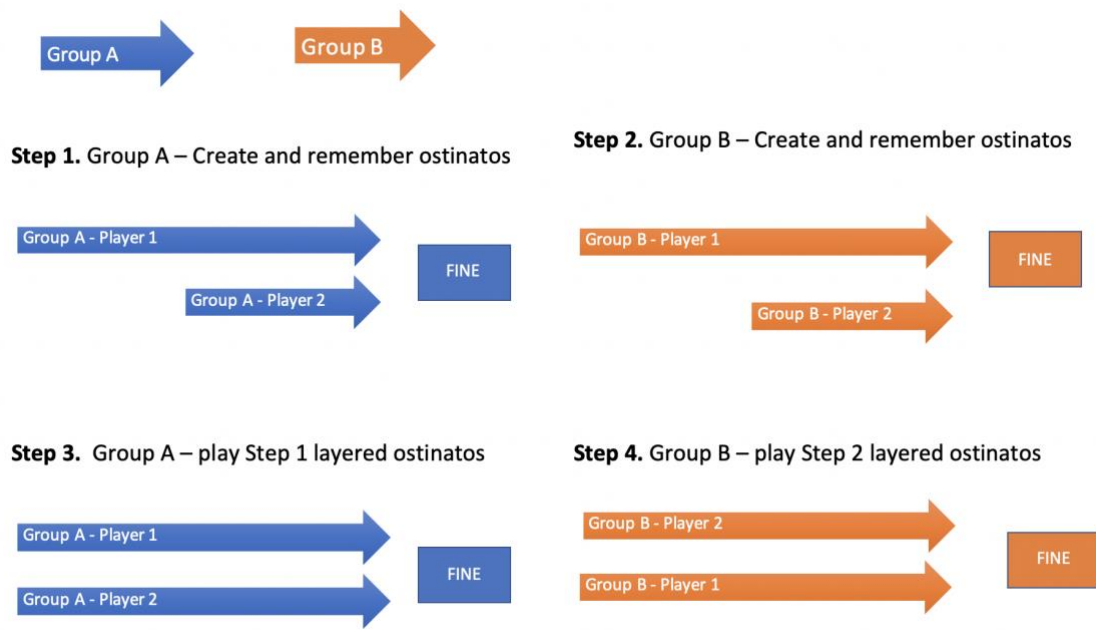 Group A
Group B
Step 1. Group A – Create and remember ostinatos
Group A - Player 1
FINE
Group A - Player 2
Step 2. Group B – Create and remember ostinatos
Group B - Player 1
FINE
Group B - Player 2
Step 3. Group A – play Step 1 layered ostinatos
Group A - Player 1
FINE
Group A - Player 2
Step 4. Group B – play Step 2 layered ostinatos
Group B - Player 2
FINE
Group B - Player 1